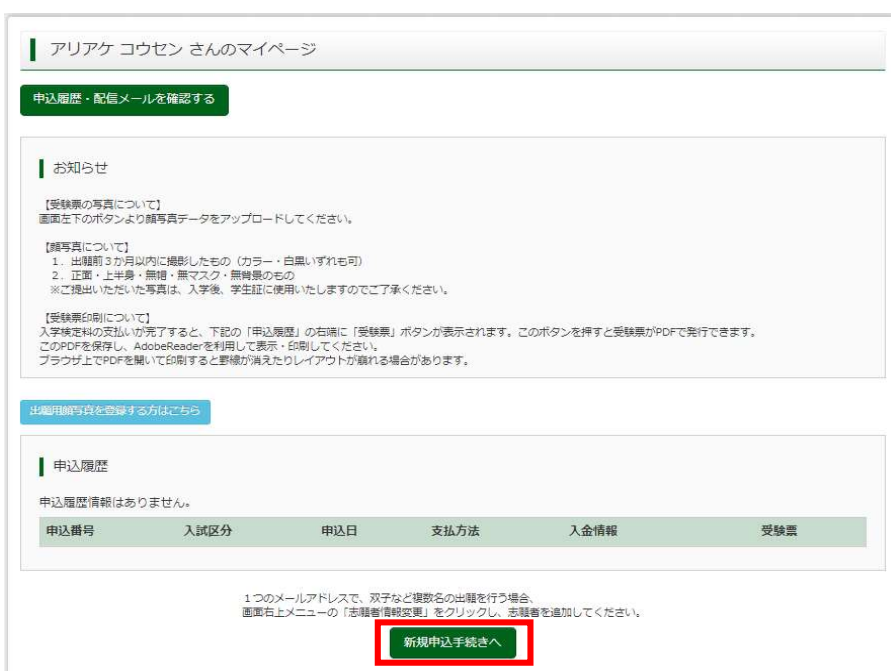 アリアケ コウセン さんのマイページ
申込履歴・配信メールを確認する
お知らせ
【受験票の写真について】
画面左下のボタンより顔写真データをアップロードしてください。
【顔写真について】
1．出願前3か月以内に撮影したもの（カラー・白黒いずれも可）
2．正面・上半身・無帽・無マスク・無背景のもの
※ご提出いただいた写真は、入学後、学生証に使用いたしますのでご了承ください。
【受験票印刷について】
入学検定料の支払いが完了すると、下記の「申込履歴」の右端に「受験票」ボタンが表示されます。このボタンを押すと受験票がPDFで発行できます。
このPDFを保存し、AdobeReaderを利用して表示・印刷してください。
ブラウザ上でPDFを開いて印刷すると罫線が消えたりレイアウトが崩れる場合があります。
出願用顔写真を登録する方はこちら
申込履歴
申込履歴情報はありません。
申込番号 入試区分 申込日 支払方法 入金情報 受験票
1つのメールアドレスで、双子など複数名の出願を行う場合、
画面右上メニューの「志願者情報変更」をクリックし、志願者を追加してください。
新規申込手続きへ